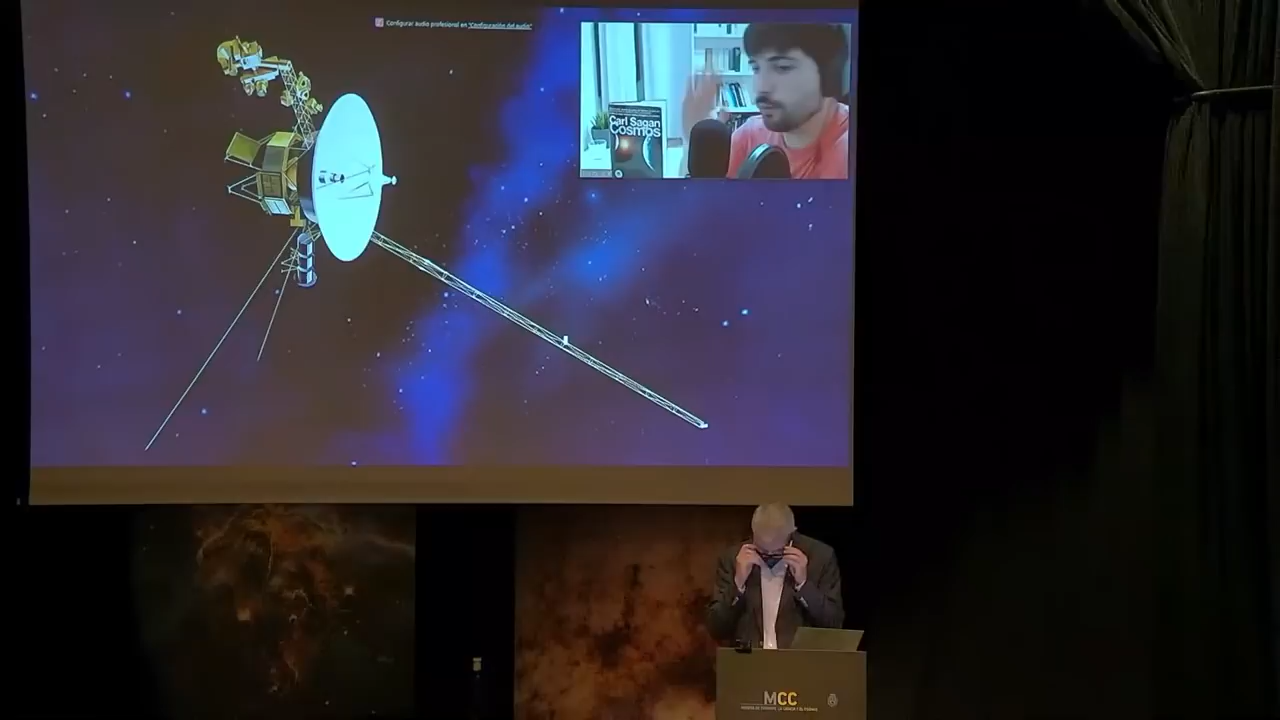 Configurar audio profesional en "Configuración del audio"
Carl Sagan
Cosmos
MCC